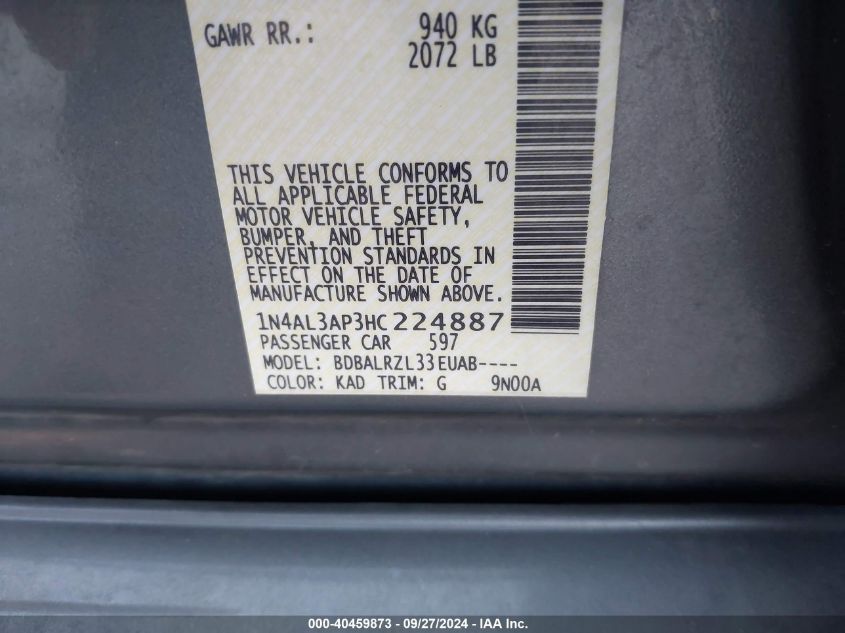 GAWR RR.: 940 KG
2072 LB
THIS VEHICLE CONFORMS TO
ALL APPLICABLE FEDERAL
MOTOR VEHICLE SAFETY,
BUMPER, AND THEFT
PREVENTION STANDARDS IN
EFFECT ON THE DATE OF
MANUFACTURE SHOWN ABOVE.
1N4AL3AP3HC224887
PASSENGER CAR 597
MODEL: BDBALRZL33EUAB----
COLOR: KAD TRIM: G 9N00A
000-40459873 - 09/27/2024 - IAA Inc.